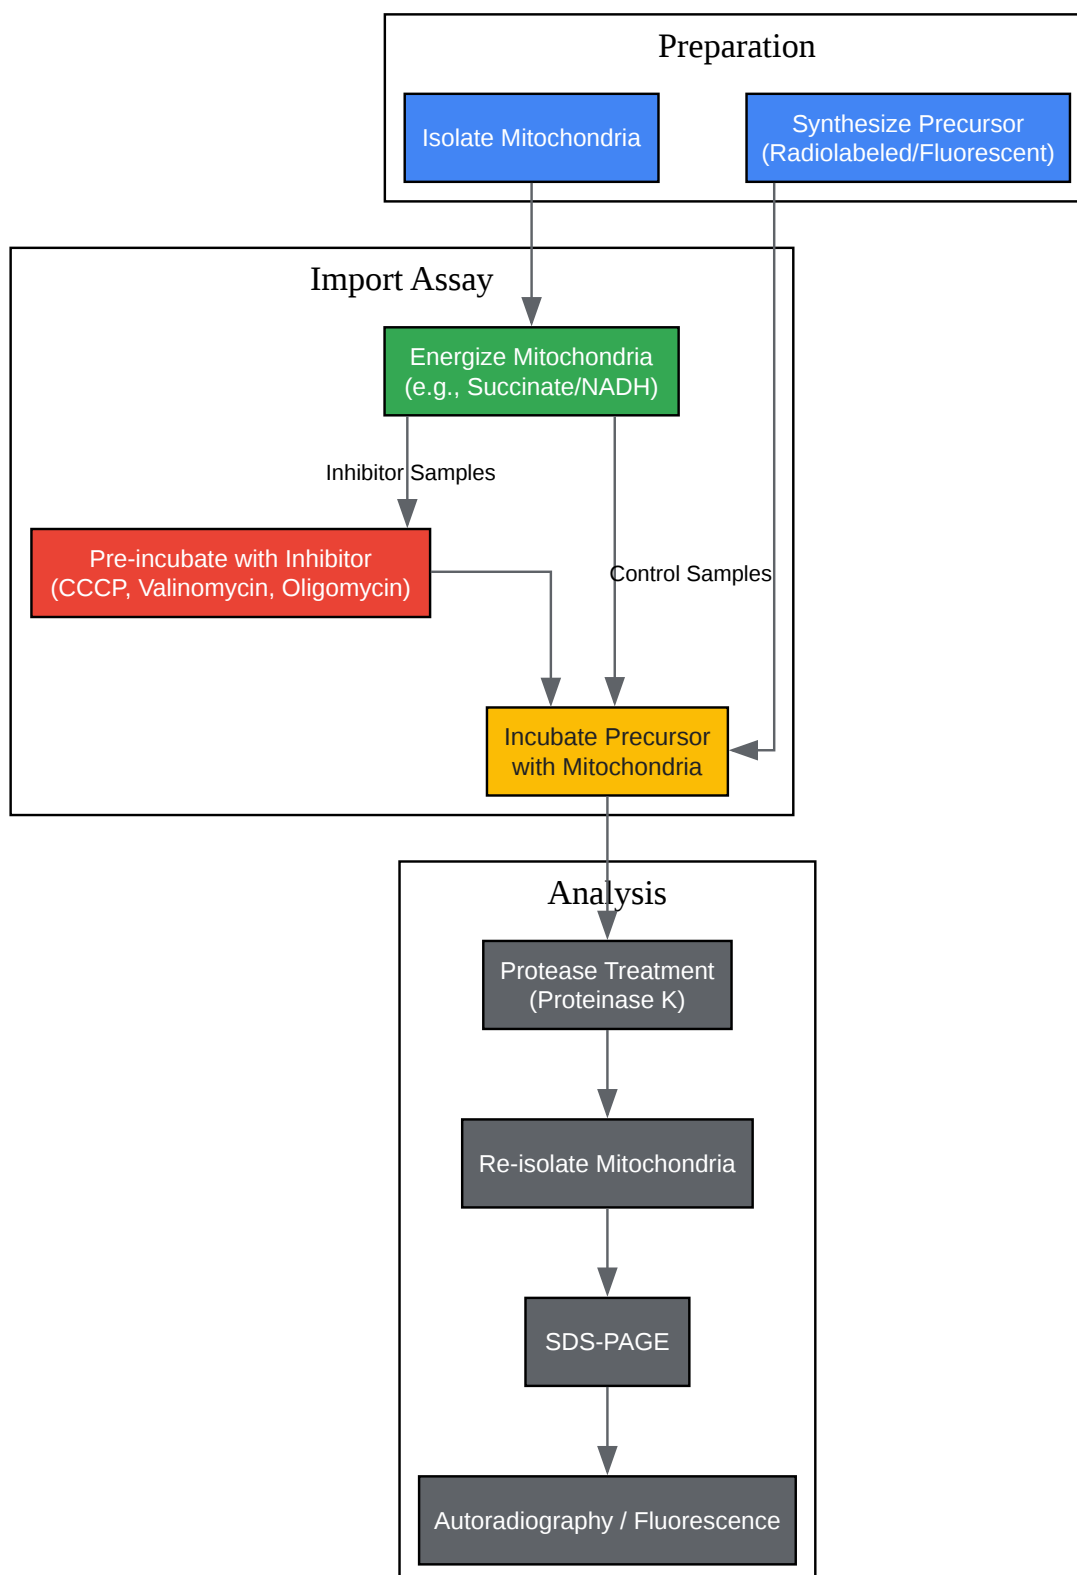 Preparation
Isolate Mitochondria
Synthesize Precursor
(Radiolabeled/Fluorescent)
Import Assay
Energize Mitochondria
(e.g., Succinate/NADH)
Inhibitor Samples
Pre-incubate with Inhibitor
(CCCP, Valinomycin, Oligomycin)
Control Samples
Incubate Precursor
with Mitochondria
Analysis
Protease Treatment
(Proteinase K)
Re-isolate Mitochondria
SDS-PAGE
Autoradiography / Fluorescence